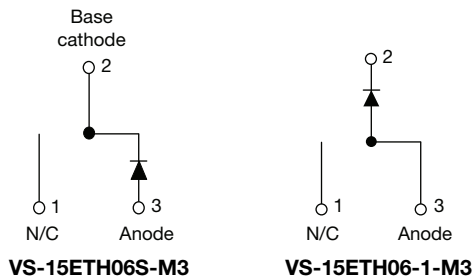 Base
cathode
2
1
3
N/C
Anode
VS-15ETH06S-M3
2
1
3
N/C
Anode
VS-15ETH06-1-M3